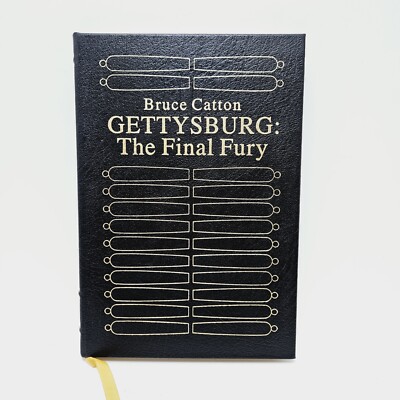 Bruce Catton
GETTYSBURG:
The Final Fury